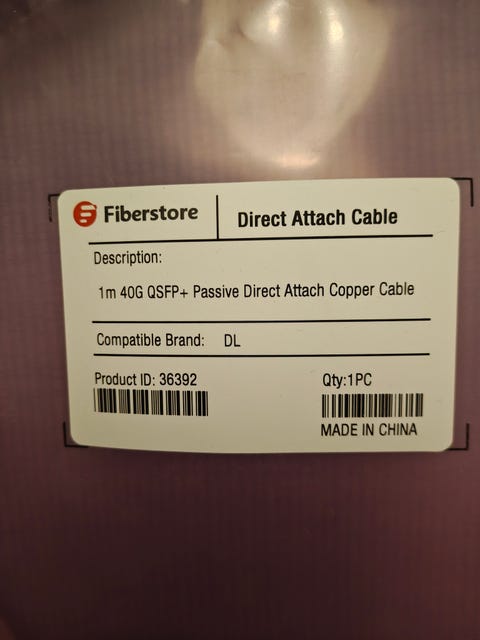 Fiberstore
Direct Attach Cable
Description:
1m 40G QSFP+ Passive Direct Attach Copper Cable
Compatible Brand: DL
Product ID: 36392
Qty:1PC
MADE IN CHINA